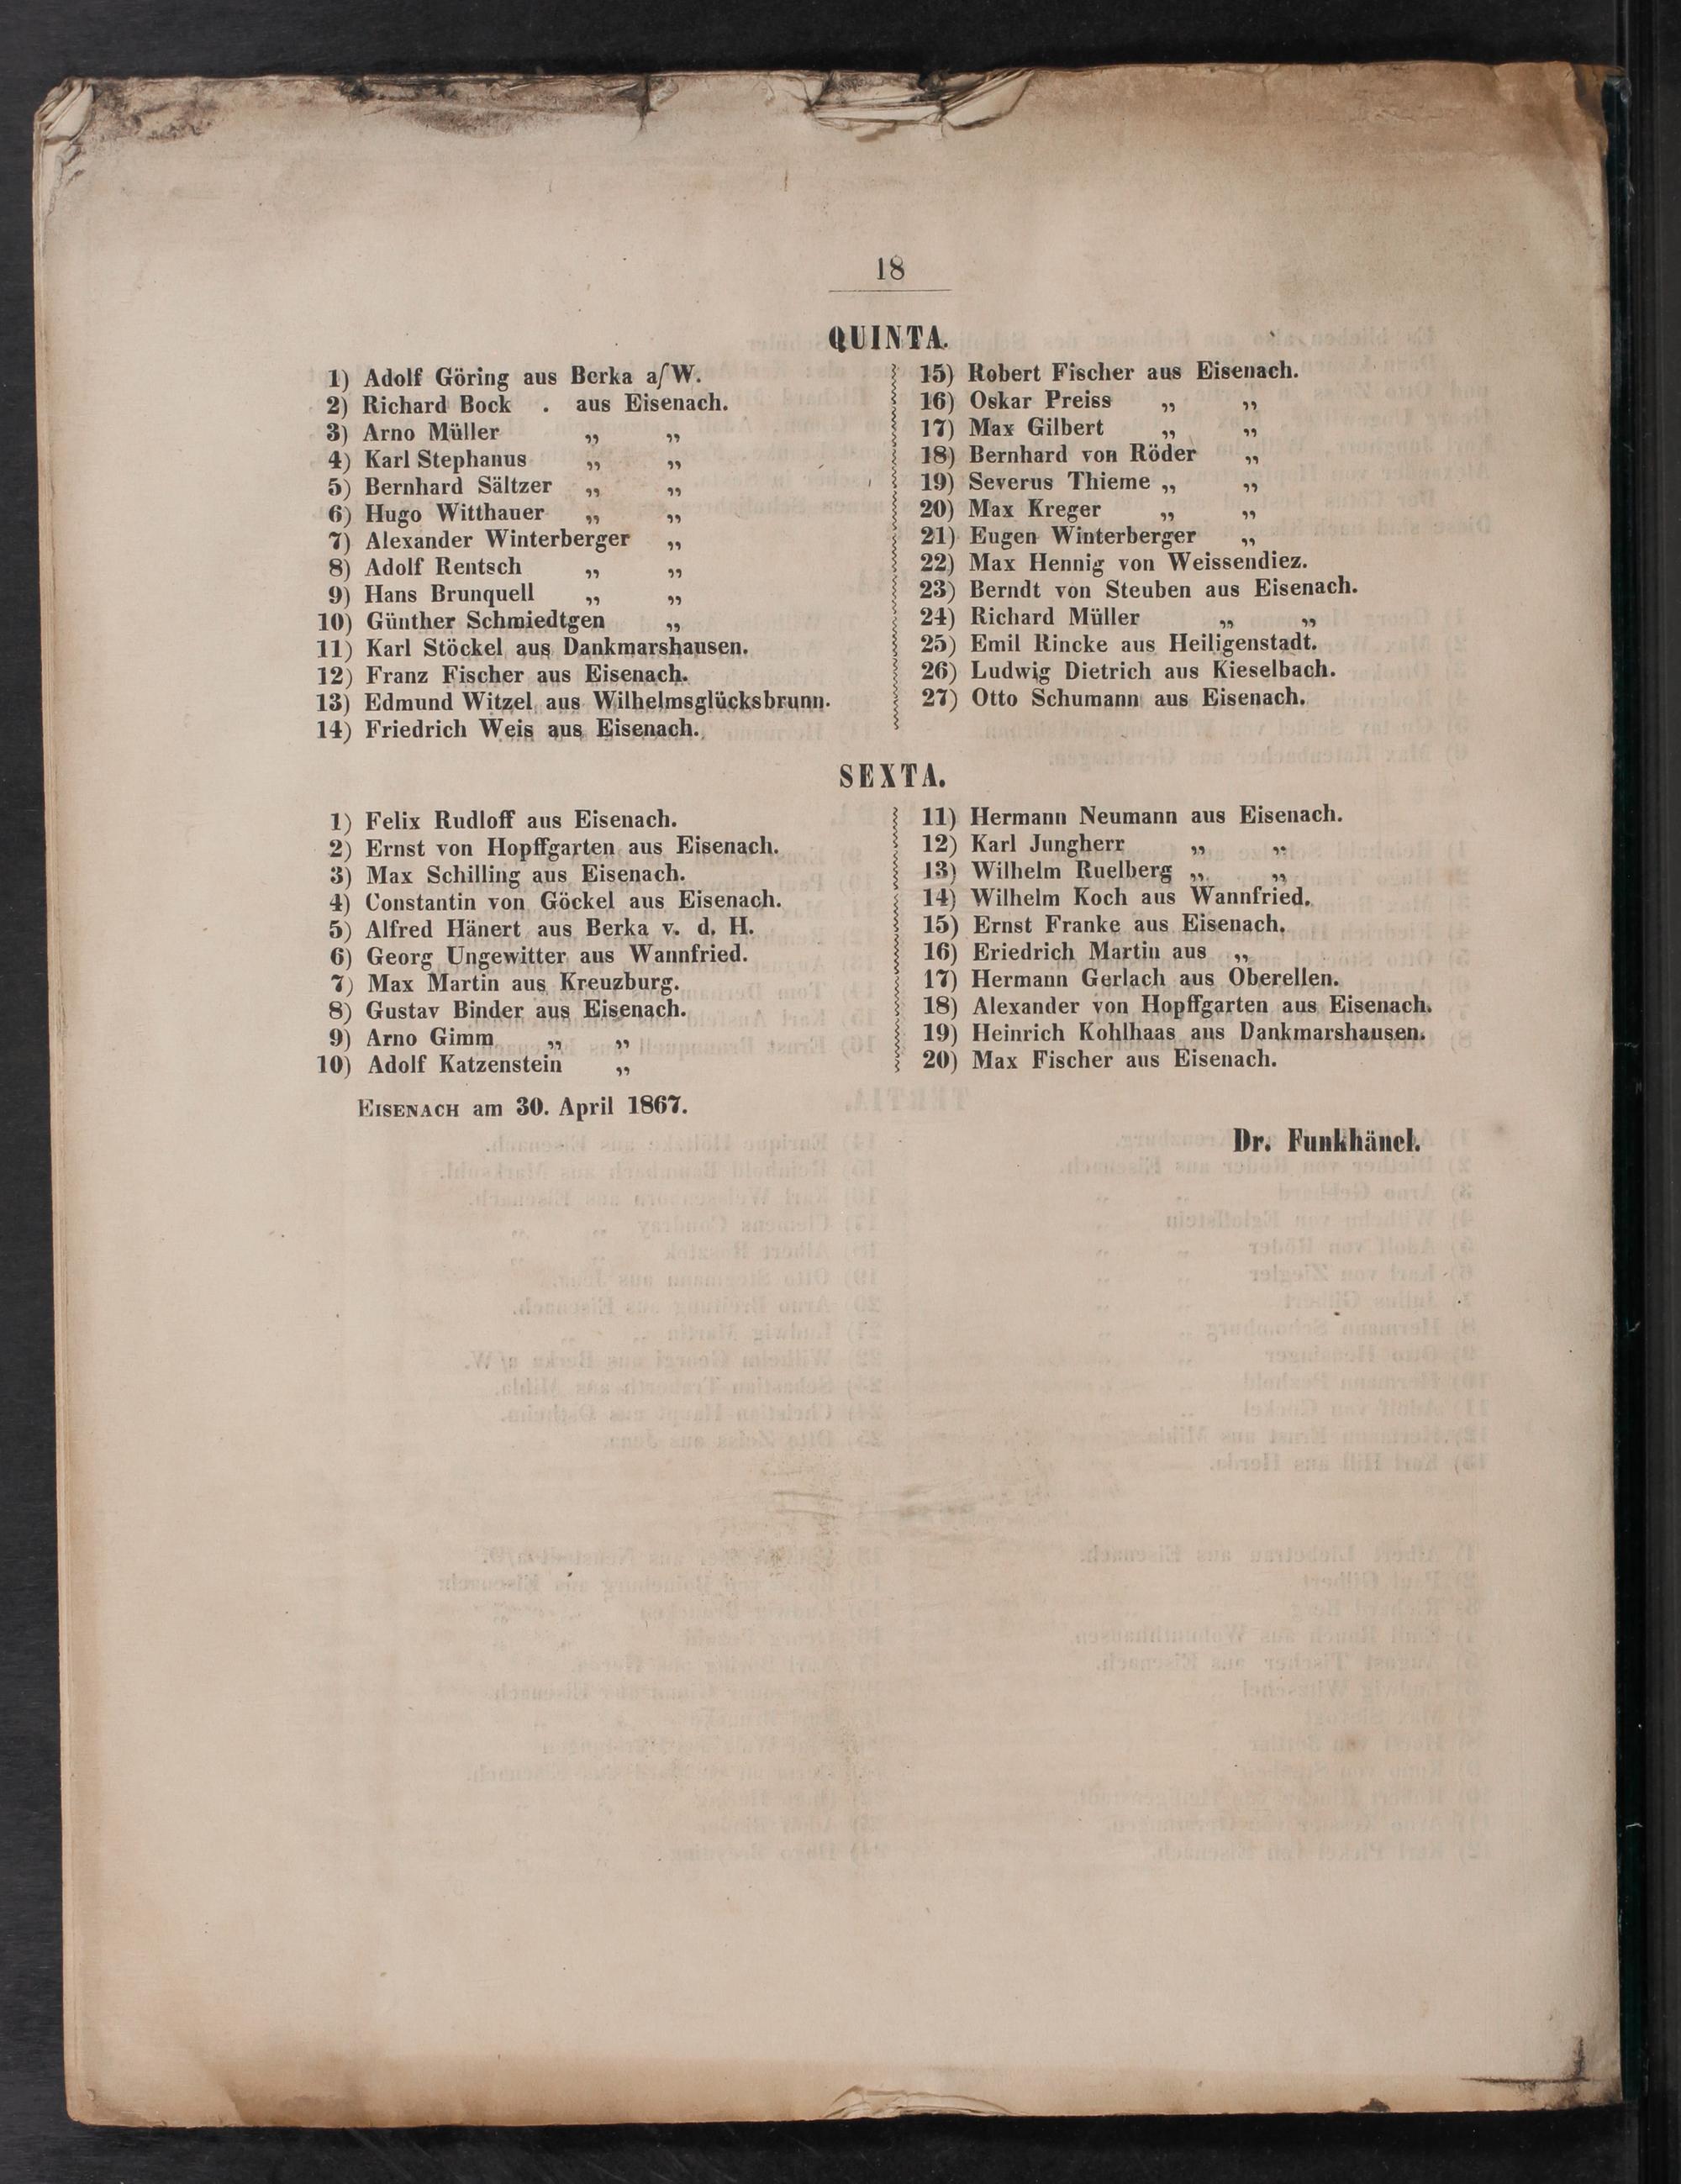 18
QUINTA.
1) Adolf Göring aus Berka a/W.
2) Richard Bock . aus Eisenach.
3) Arno Müller „ „
4) Karl Stephanus „ „
5) Bernhard Sältzer „ „
6) Hugo Witthauer „ „
7) Alexander Winterberger „
8) Adolf Rentsch „ „
9) Hans Brunquell „ „
10) Günther Schmiedtgen „
11) Karl Stöckel aus Dankmarshausen.
12) Franz Fischer aus Eisenach.
13) Edmund Witzel aus Wilhelmsglücksbrunn.
14) Friedrich Weis aus Eisenach.
15) Robert Fischer aus Eisenach.
16) Oskar Preiss „ „
17) Max Gilbert „ „
18) Bernhard von Röder „
19) Severus Thieme „ „
20) Max Kreger „ „
21) Eugen Winterberger „
22) Max Hennig von Weissendiez.
23) Berndt von Steuben aus Eisenach.
24) Richard Müller „ „
25) Emil Rincke aus Heiligenstadt.
26) Ludwig Dietrich aus Kieselbach.
27) Otto Schumann aus Eisenach.
SEXTA.
1) Felix Rudloff aus Eisenach.
2) Ernst von Hopffgarten aus Eisenach.
3) Max Schilling aus Eisenach.
4) Constantin von Göckel aus Eisenach.
5) Alfred Hänert aus Berka v. d. H.
6) Georg Ungewitter aus Wannfried.
7) Max Martin aus Kreuzburg.
8) Gustav Binder aus Eisenach.
9) Arno Gimm „ „
10) Adolf Katzenstein „
11) Hermann Neumann aus Eisenach.
12) Karl Jungherr „ „
13) Wilhelm Ruelberg „ „
14) Wilhelm Koch aus Wannfried.
15) Ernst Franke aus Eisenach.
16) Eriedrich Martin aus „
17) Hermann Gerlach aus Oberellen.
18) Alexander von Hopffgarten aus Eisenach.
19) Heinrich Kohlhaas aus Dankmarshausen.
20) Max Fischer aus Eisenach.
EISENACH am 30. April 1867.
Dr. Funkhänel.